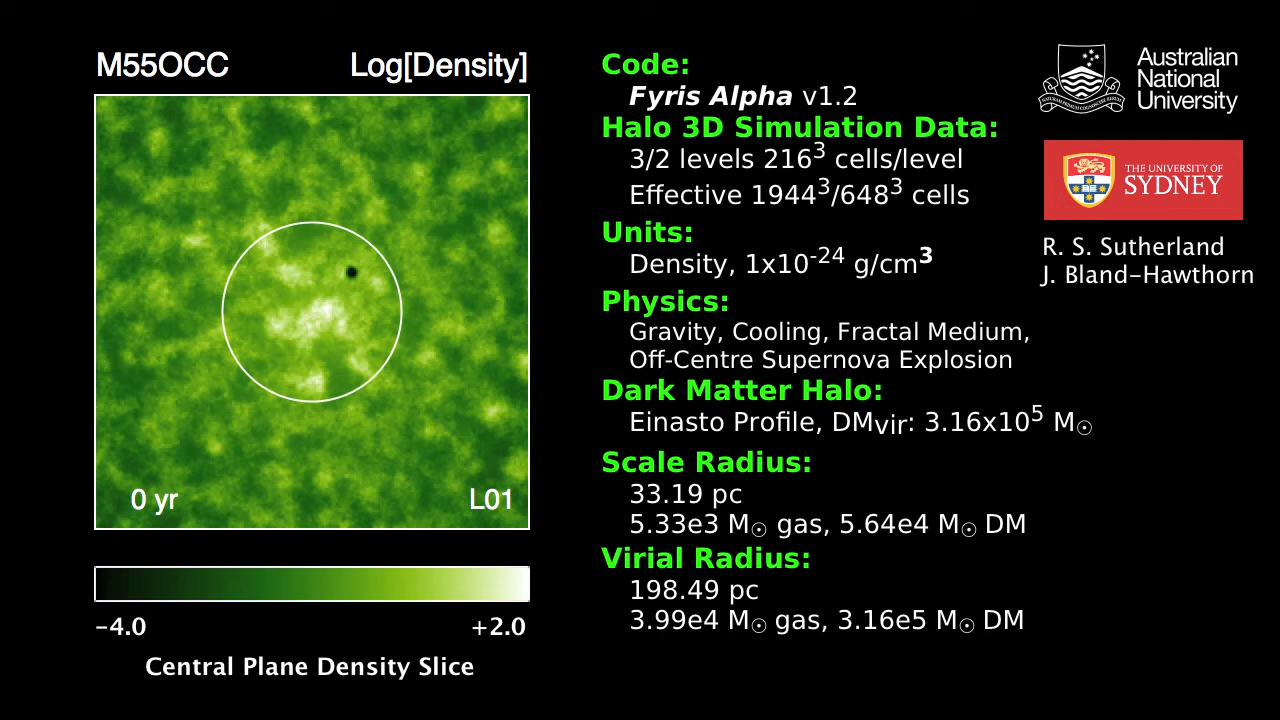 M55OCC Log[Density]
0 yr L01
−4.0 +2.0
Central Plane Density Slice
Code:
Fyris Alpha v1.2
Halo 3D Simulation Data:
3/2 levels 216³ cells/level
Effective 1944³/648³ cells
Units:
Density, 1x10⁻²⁴ g/cm³
Physics:
Gravity, Cooling, Fractal Medium,
Off-Centre Supernova Explosion
Dark Matter Halo:
Einasto Profile, DMvir: 3.16x10⁵ M☉
Scale Radius:
33.19 pc
5.33e3 M☉ gas, 5.64e4 M☉ DM
Virial Radius:
198.49 pc
3.99e4 M☉ gas, 3.16e5 M☉ DM
Australian
National
University
THE UNIVERSITY OF
SYDNEY
R. S. Sutherland
J. Bland−Hawthorn